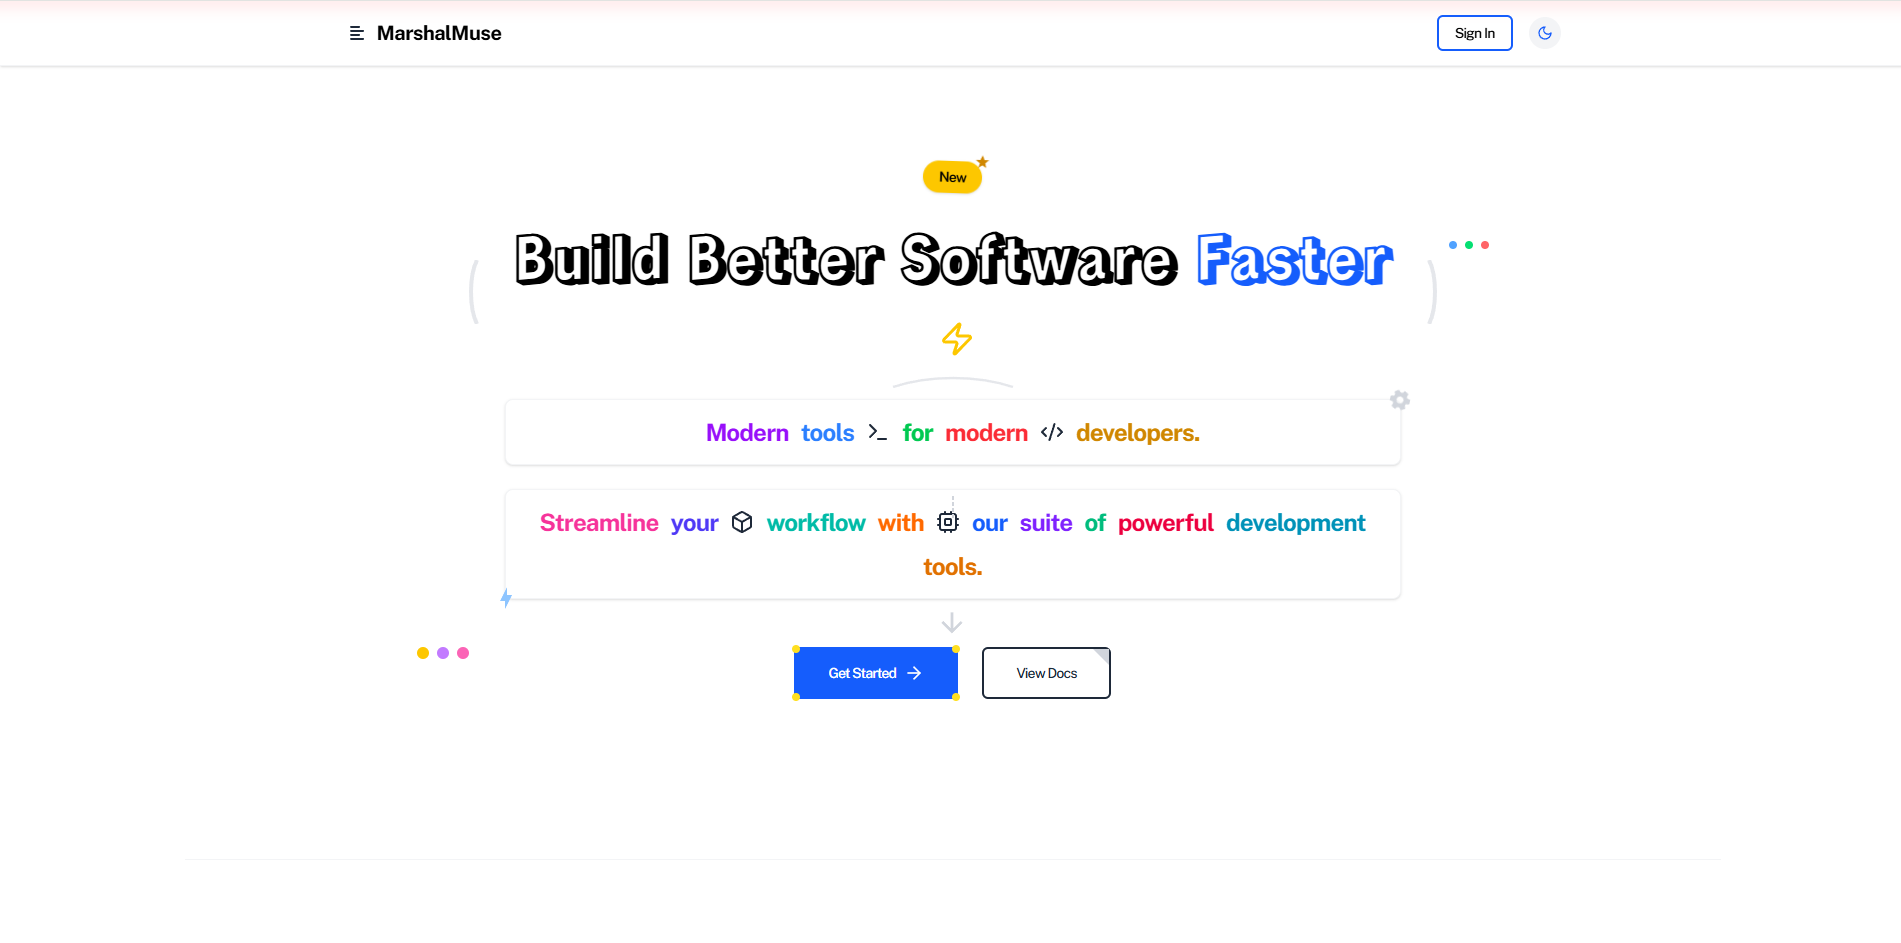 MarshalMuse
Sign In
New
Build Better Software Faster
Modern tools for modern developers.
Streamline your workflow with our suite of powerful development
tools.
Get Started
View Docs